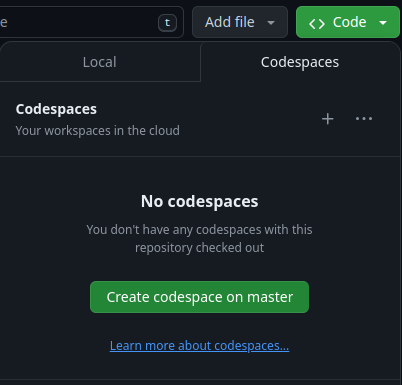 e t Add file Code
Local Codespaces
Codespaces
Your workspaces in the cloud
No codespaces
You don't have any codespaces with this
repository checked out
Create codespace on master
Learn more about codespaces...